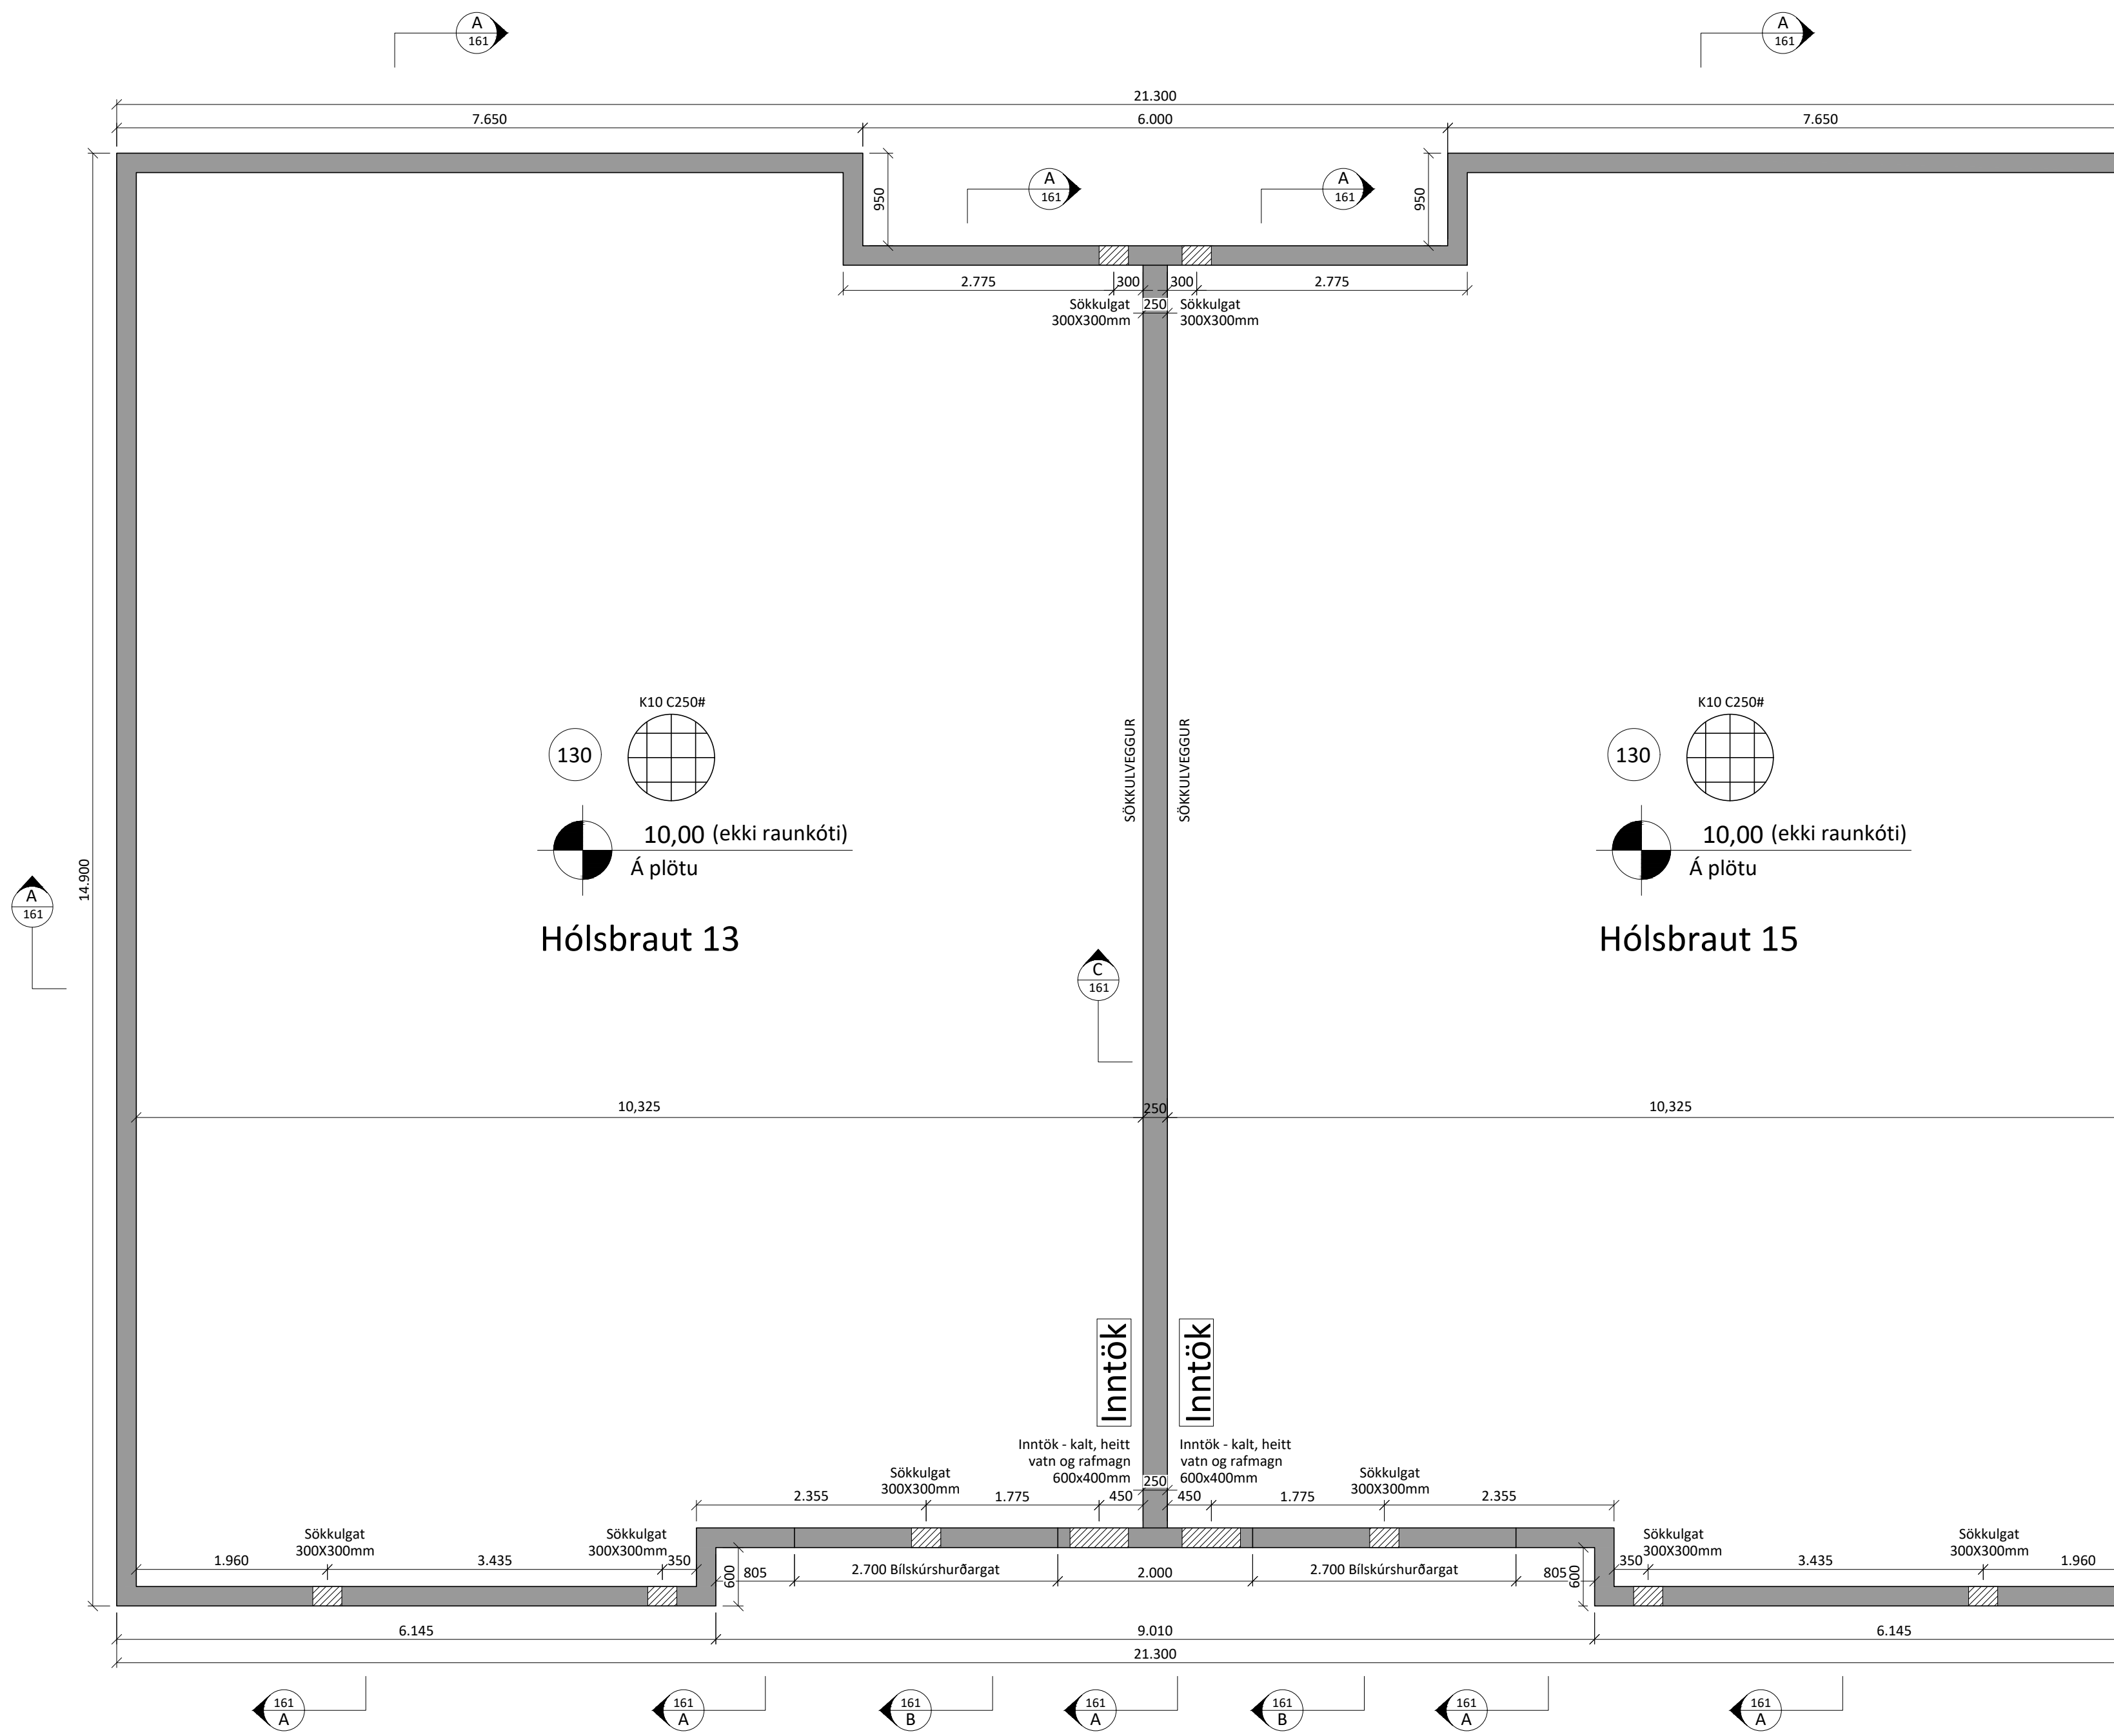 A
161
A
161
21.300
7.650
6.000
7.650
950
A
161
A
161
950
2.775
300
300
2.775
Sökkulgat
300X300mm
250
Sökkulgat
300X300mm
K10 C250#
130
10,00 (ekki raunkóti)
Á plötu
Hólsbraut 13
SÖKKULVEGGUR
SÖKKULVEGGUR
K10 C250#
130
10,00 (ekki raunkóti)
Á plötu
Hólsbraut 15
14.900
A
161
C
161
10,325
250
10,325
Inntök
Inntök
Inntök - kalt, heitt
vatn og rafmagn
600x400mm
Inntök - kalt, heitt
vatn og rafmagn
600x400mm
250
Sökkulgat
300X300mm
Sökkulgat
300X300mm
2.355
1.775
450
450
1.775
2.355
Sökkulgat
300X300mm
Sökkulgat
300X300mm
Sökkulgat
300X300mm
Sökkulgat
300X300mm
1.960
3.435
350
600
805
2.700 Bílskúrshurðargat
2.000
2.700 Bílskúrshurðargat
805
600
350
3.435
1.960
6.145
9.010
6.145
21.300
161
A
161
A
161
B
161
A
161
B
161
A
161
A